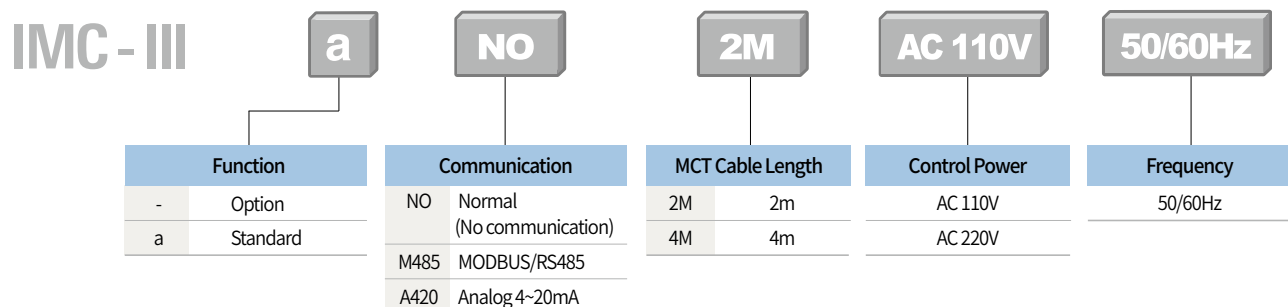 IMC - III a NO 2M AC 110V 50/60Hz
Function
- Option
a Standard
Communication
NO Normal
(No communication)
M485 MODBUS/RS485
A420 Analog 4~20mA
MCT Cable Length
2M 2m
4M 4m
Control Power
AC 110V
AC 220V
Frequency
50/60Hz